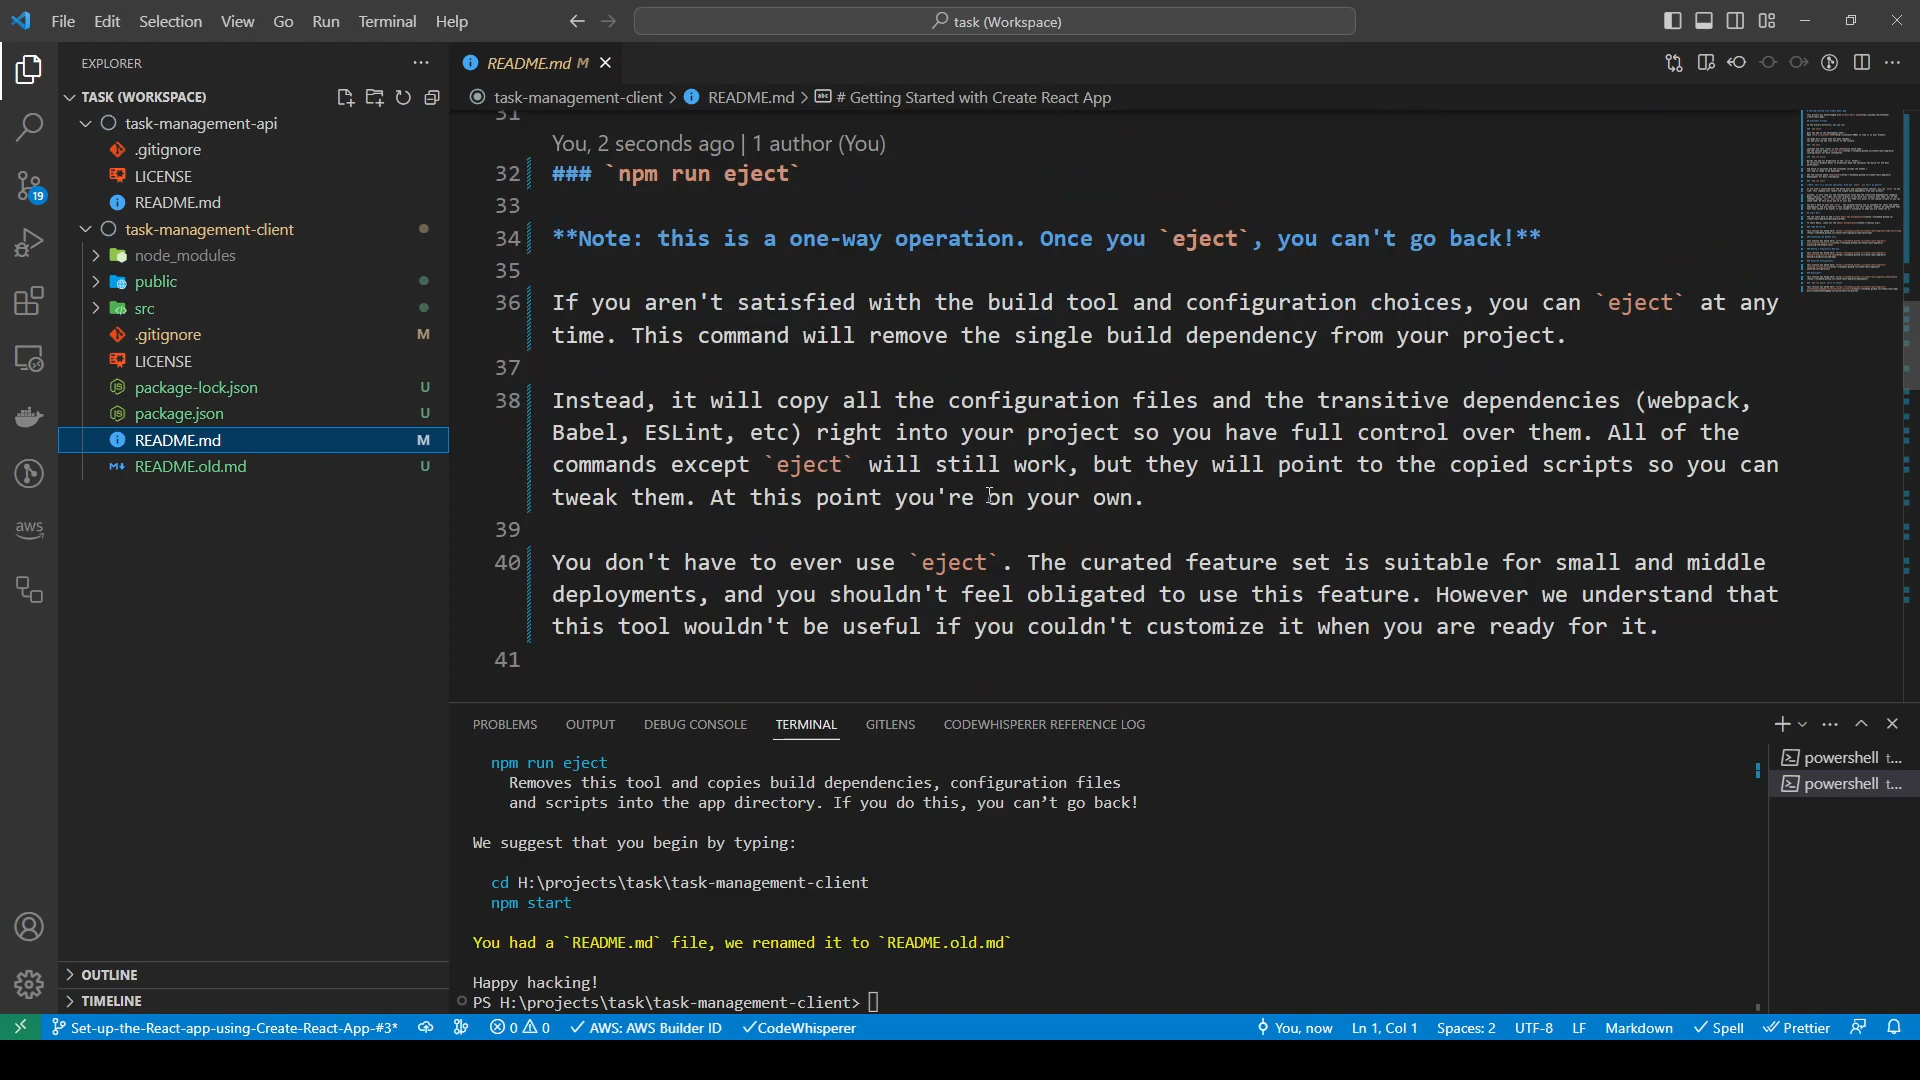 File Edit Selection View Go Run Terminal Help
task (Workspace)
EXPLORER
TASK (WORKSPACE)
task-management-api
.gitignore
LICENSE
README.md
task-management-client
node_modules
public
src
.gitignore M
LICENSE
package-lock.json U
package.json U
README.md M
README.old.md U
OUTLINE
TIMELINE
19
aws
README.md M
task-management-client > README.md > # Getting Started with Create React App
31
You, 2 seconds ago | 1 author (You)
32 ### `npm run eject`
33
34 **Note: this is a one-way operation. Once you `eject`, you can't go back!**
35
36 If you aren't satisfied with the build tool and configuration choices, you can `eject` at any
time. This command will remove the single build dependency from your project.
37
38 Instead, it will copy all the configuration files and the transitive dependencies (webpack,
Babel, ESLint, etc) right into your project so you have full control over them. All of the
commands except `eject` will still work, but they will point to the copied scripts so you can
tweak them. At this point you're on your own.
39
40 You don't have to ever use `eject`. The curated feature set is suitable for small and middle
deployments, and you shouldn't feel obligated to use this feature. However we understand that
this tool wouldn't be useful if you couldn't customize it when you are ready for it.
41
PROBLEMS OUTPUT DEBUG CONSOLE TERMINAL GITLENS CODEWHISPERER REFERENCE LOG
npm run eject
Removes this tool and copies build dependencies, configuration files
and scripts into the app directory. If you do this, you can’t go back!
We suggest that you begin by typing:
cd H:\projects\task\task-management-client
npm start
You had a `README.md` file, we renamed it to `README.old.md`
Happy hacking!
PS H:\projects\task\task-management-client>
powershell t...
powershell t...
Set-up-the-React-app-using-Create-React-App-#3* 0 0 AWS: AWS Builder ID CodeWhisperer You, now Ln 1, Col 1 Spaces: 2 UTF-8 LF Markdown Spell Prettier